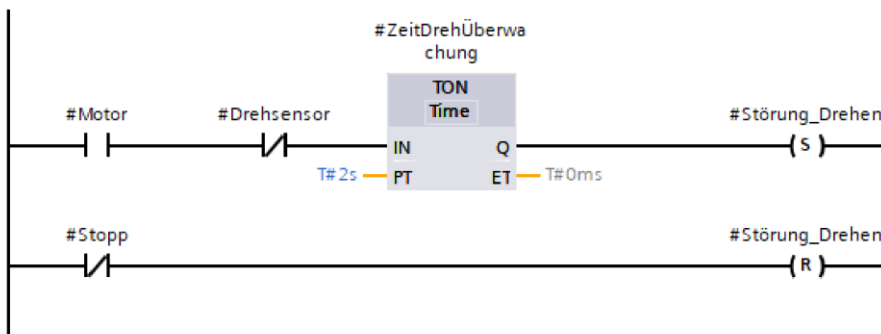 #ZeitDrehÜberwa
chung
TON
Time
#Motor
#Drehsensor
#Störung_Drehen
IN
Q
S
T#2s
PT
ET
T#0ms
#Stopp
#Störung_Drehen
R